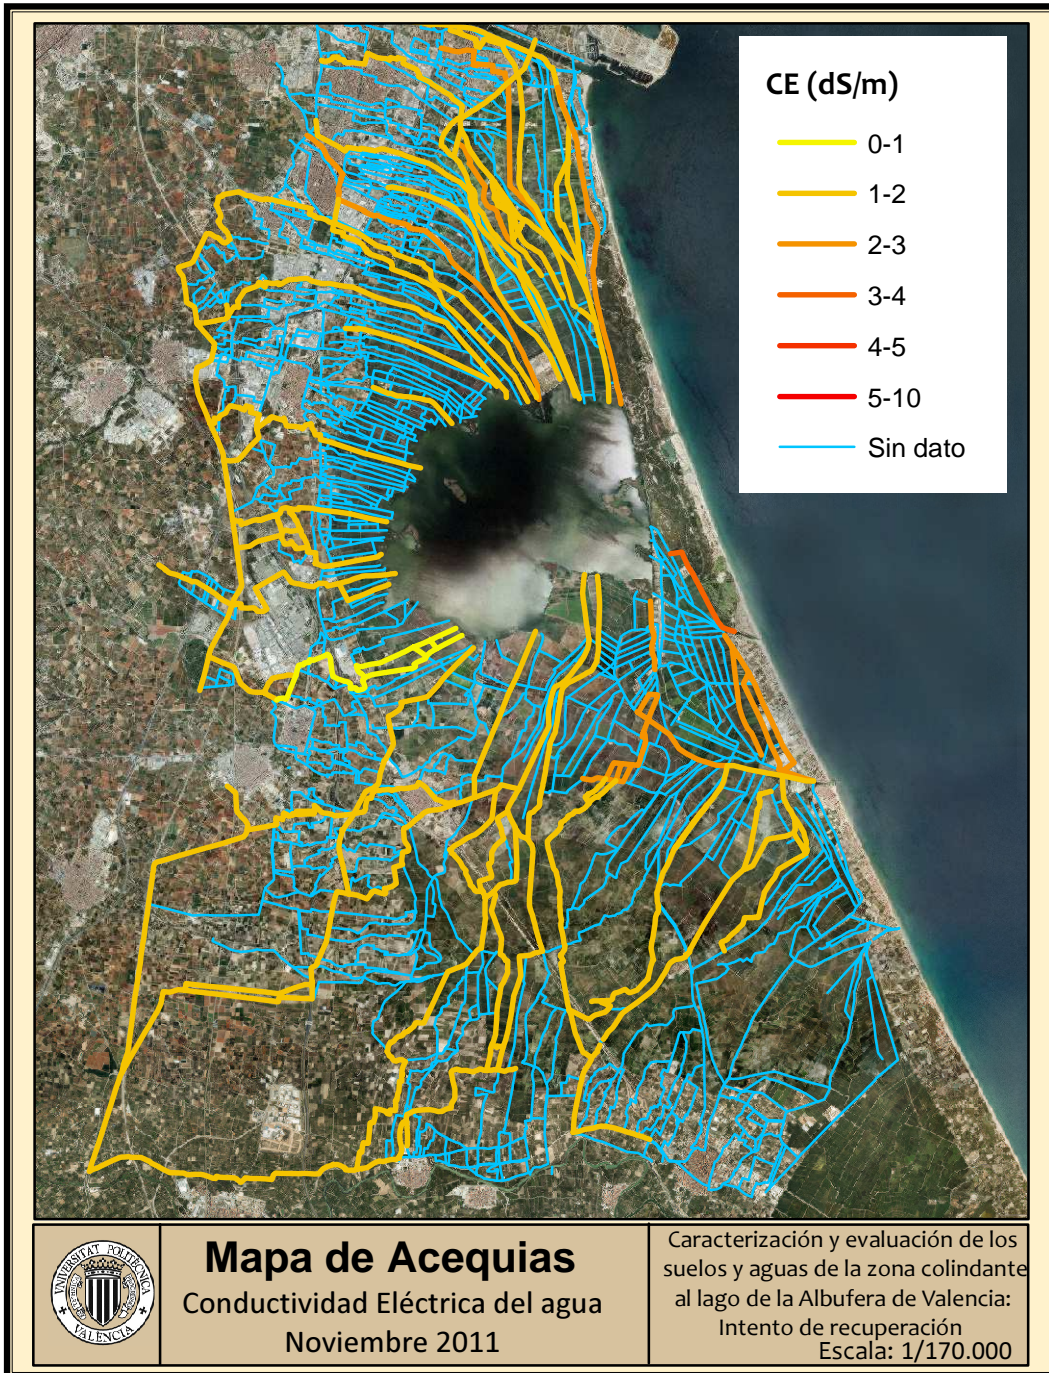 CE (dS/m)
0-1
1-2
2-3
3-4
4-5
5-10
Sin dato
UNIVERSITAT POLITÈCNICA
VALÈNCIA
Mapa de Acequias
Conductividad Eléctrica del agua
Noviembre 2011
Caracterización y evaluación de los
suelos y aguas de la zona colindante
al lago de la Albufera de Valencia:
Intento de recuperación
Escala: 1/170.000